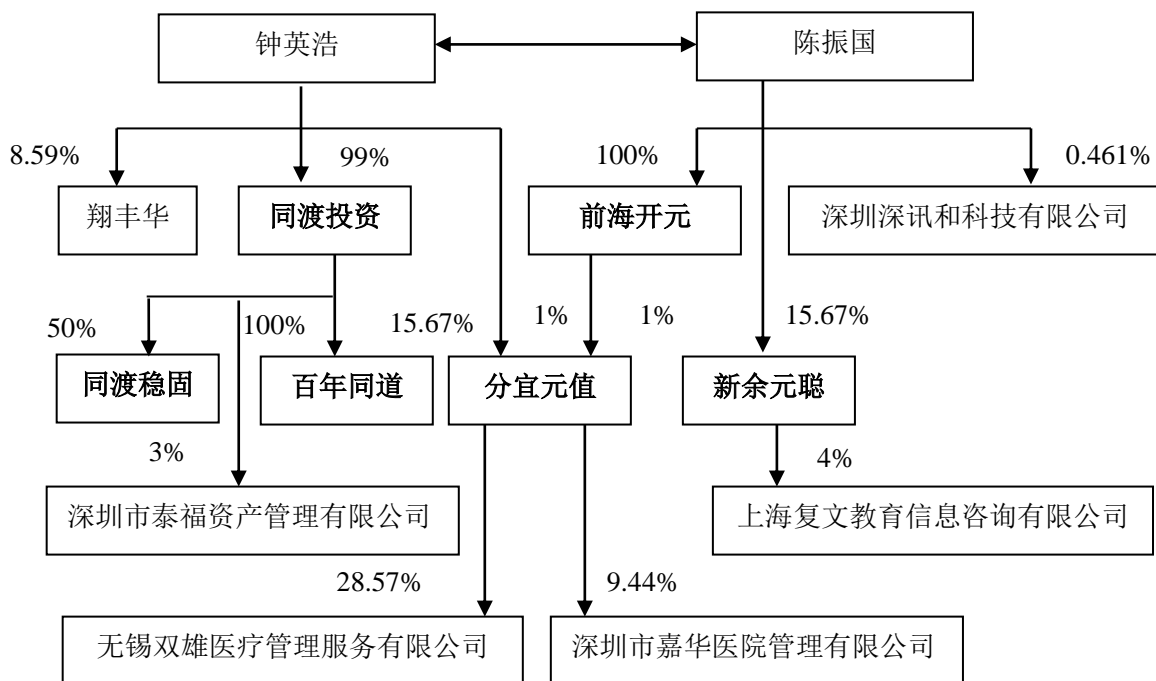 钟英浩
陈振国
8.59%
99%
100%
0.461%
翔丰华
同渡投资
前海开元
深圳深讯和科技有限公司
50%
100%
15.67%
1%
1%
15.67%
同渡稳固
百年同道
分宜元值
新余元聪
3%
4%
深圳市泰福资产管理有限公司
上海复文教育信息咨询有限公司
28.57%
9.44%
无锡双雄医疗管理服务有限公司
深圳市嘉华医院管理有限公司